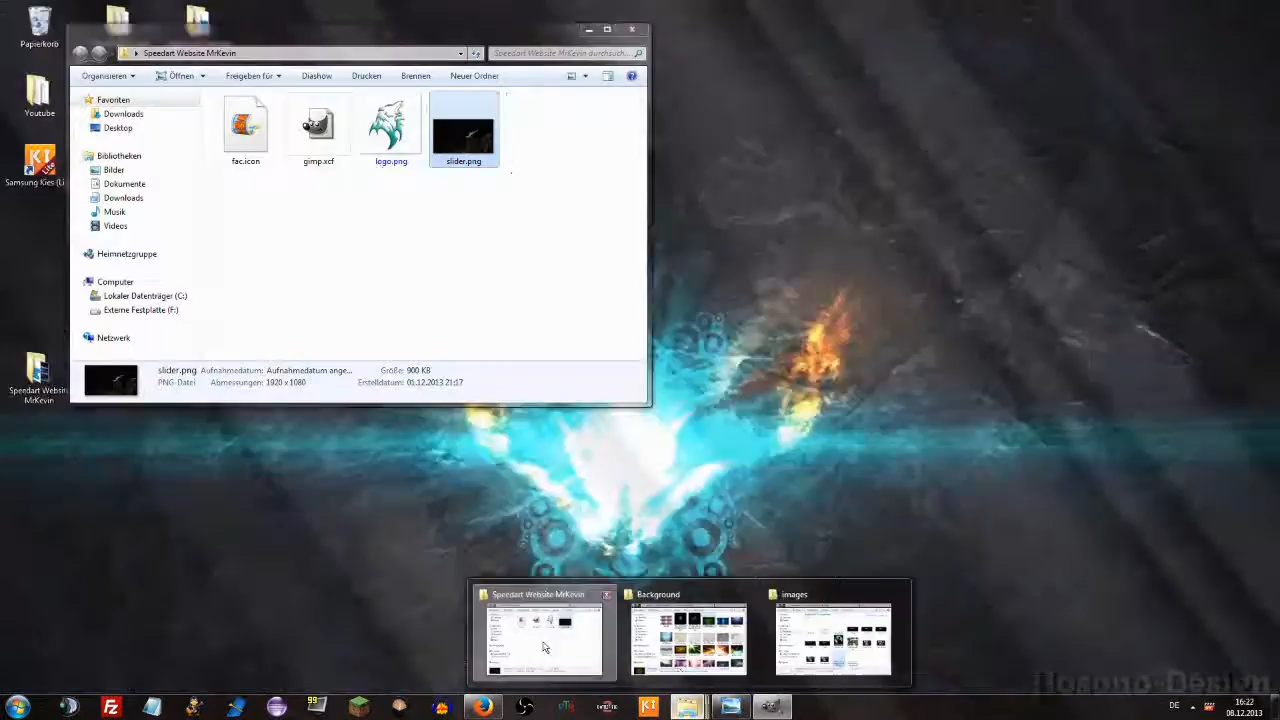 Papierkorb
Youtube
Samsung Kies (Li
Speedart Websin
MrKevin
Speedart Website MrKevin
Speedart Website MrKevin durchsuch...
Organisieren
Öffnen
Freigeben für
Diashow
Drucken
Brennen
Neuer Ordner
Favoriten
Downloads
Desktop
Bibliotheken
Bilder
Dokumente
Downloads
Musik
Videos
Heimnetzgruppe
Computer
Lokaler Datenträger (C:)
Externe Festplatte (F:)
Netzwerk
fac.icon
gimp.xcf
logo.png
slider.png
slider.png
Aufnahmedatum: Aufnahmedatum ange...
Größe: 900 KB
PNG-Datei
Abmessungen: 1920 x 1080
Erstelldatum: 01.12.2013 21:17
Speedart Website MrKevin
Background
images
DE
16:22
08.12.2013